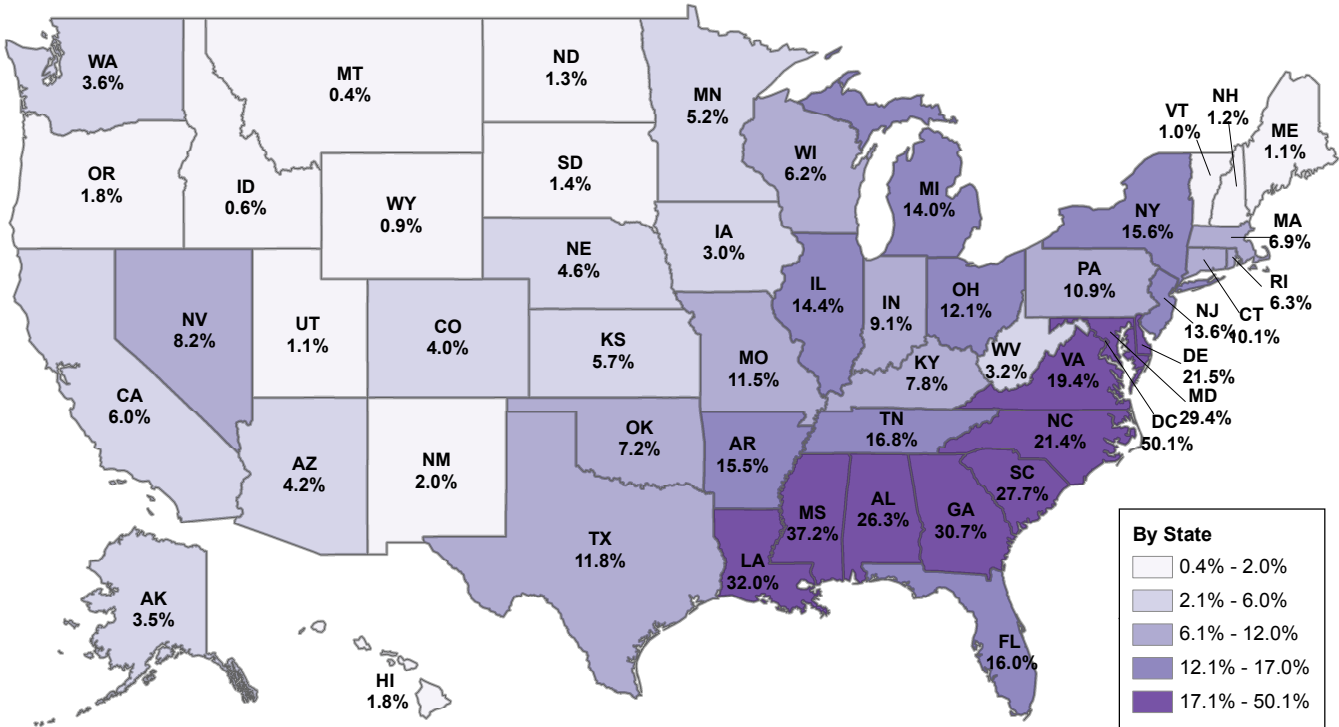 WA
3.6%
MT
0.4%
ND
1.3%
MN
5.2%
VT
1.0%
NH
1.2%
ME
1.1%
OR
1.8%
ID
0.6%
WY
0.9%
SD
1.4%
WI
6.2%
MI
14.0%
NY
15.6%
MA
6.9%
RI
6.3%
CT
10.1%
NJ
13.6%
PA
10.9%
NV
8.2%
UT
1.1%
CO
4.0%
NE
4.6%
IA
3.0%
IL
14.4%
IN
9.1%
OH
12.1%
CA
6.0%
KS
5.7%
MO
11.5%
KY
7.8%
WV
3.2%
VA
19.4%
DE
21.5%
MD
29.4%
DC
50.1%
AZ
4.2%
NM
2.0%
OK
7.2%
AR
15.5%
TN
16.8%
NC
21.4%
SC
27.7%
TX
11.8%
LA
32.0%
MS
37.2%
AL
26.3%
GA
30.7%
FL
16.0%
AK
3.5%
HI
1.8%
By State
0.4% - 2.0%
2.1% - 6.0%
6.1% - 12.0%
12.1% - 17.0%
17.1% - 50.1%